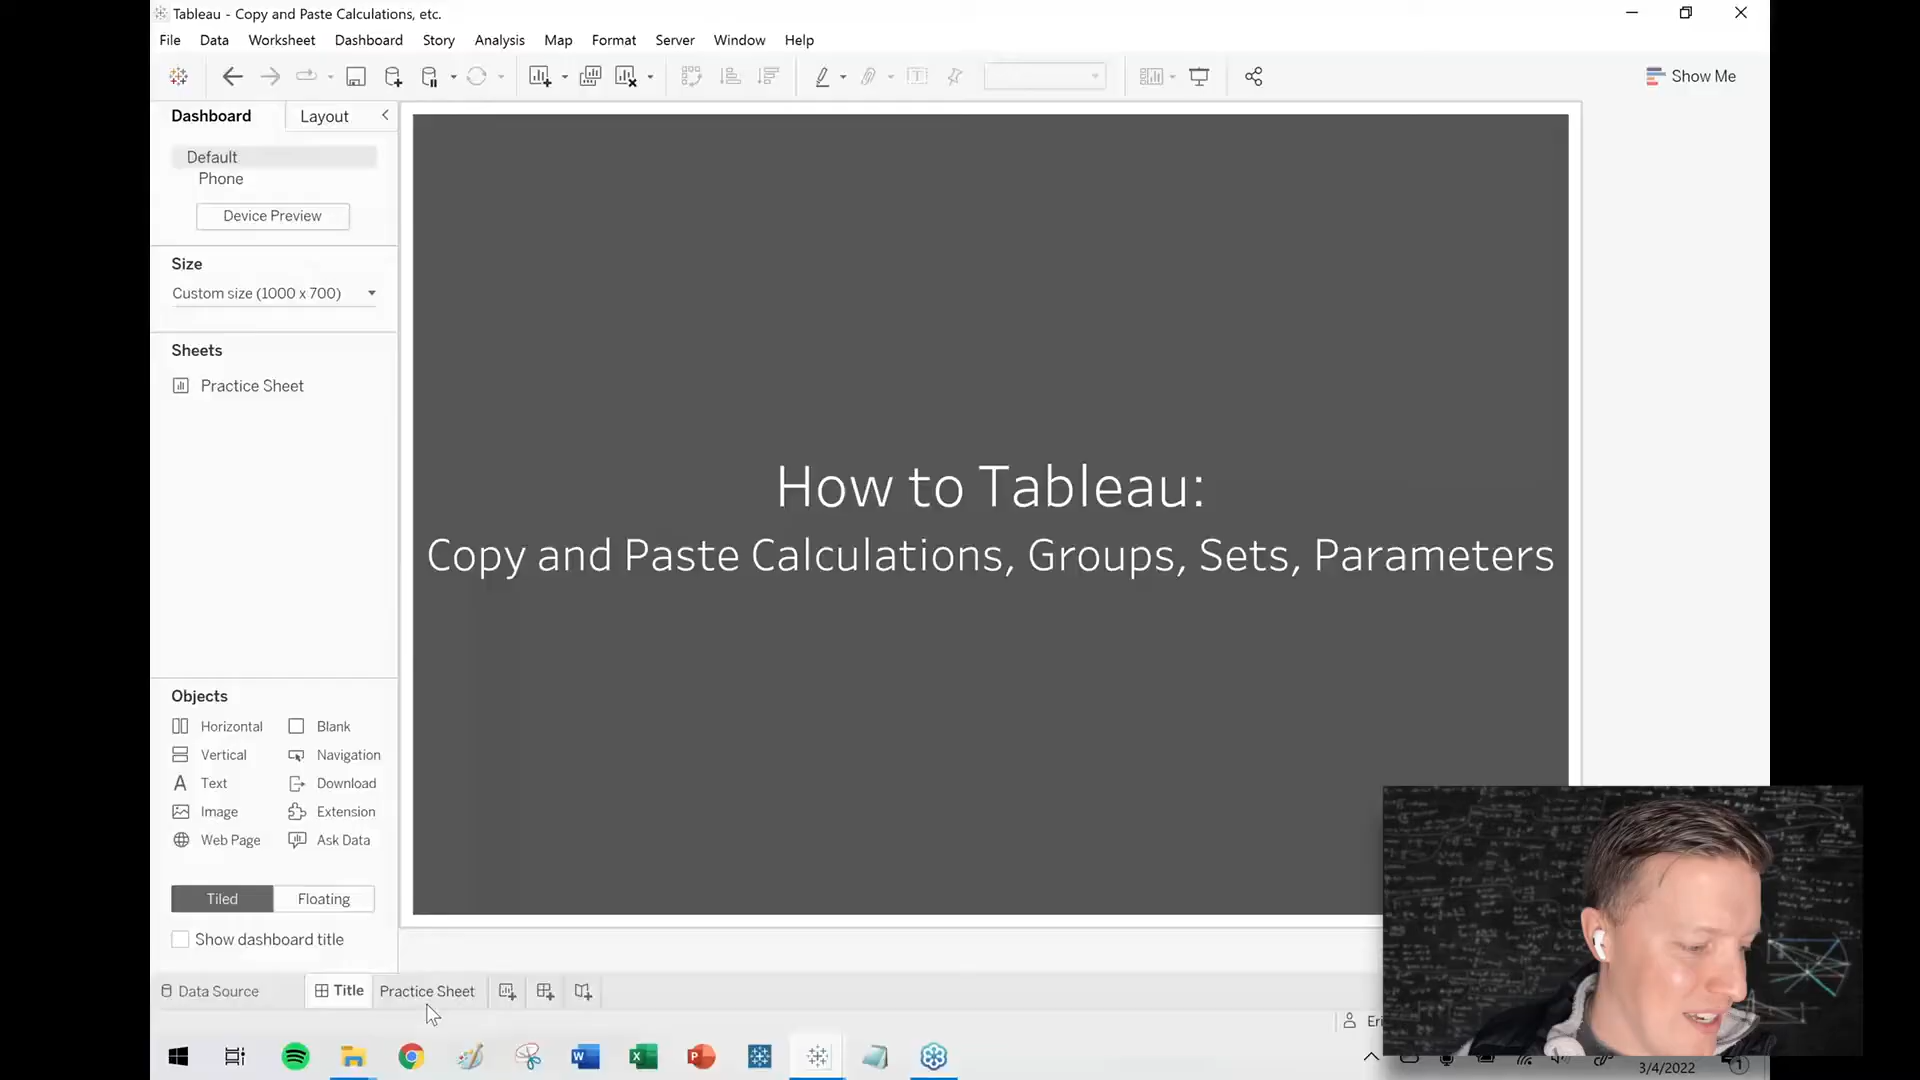 Tableau - Copy and Paste Calculations, etc.
File Data Worksheet Dashboard Story Analysis Map Format Server Window Help
Show Me
Dashboard Layout
Default
Phone
Device Preview
Size
Custom size (1000 x 700)
Sheets
Practice Sheet
How to Tableau:
Copy and Paste Calculations, Groups, Sets, Parameters
Objects
Horizontal Blank
Vertical Navigation
Text Download
Image Extension
Web Page Ask Data
Tiled Floating
Show dashboard title
Data Source Title Practice Sheet
3/4/2022